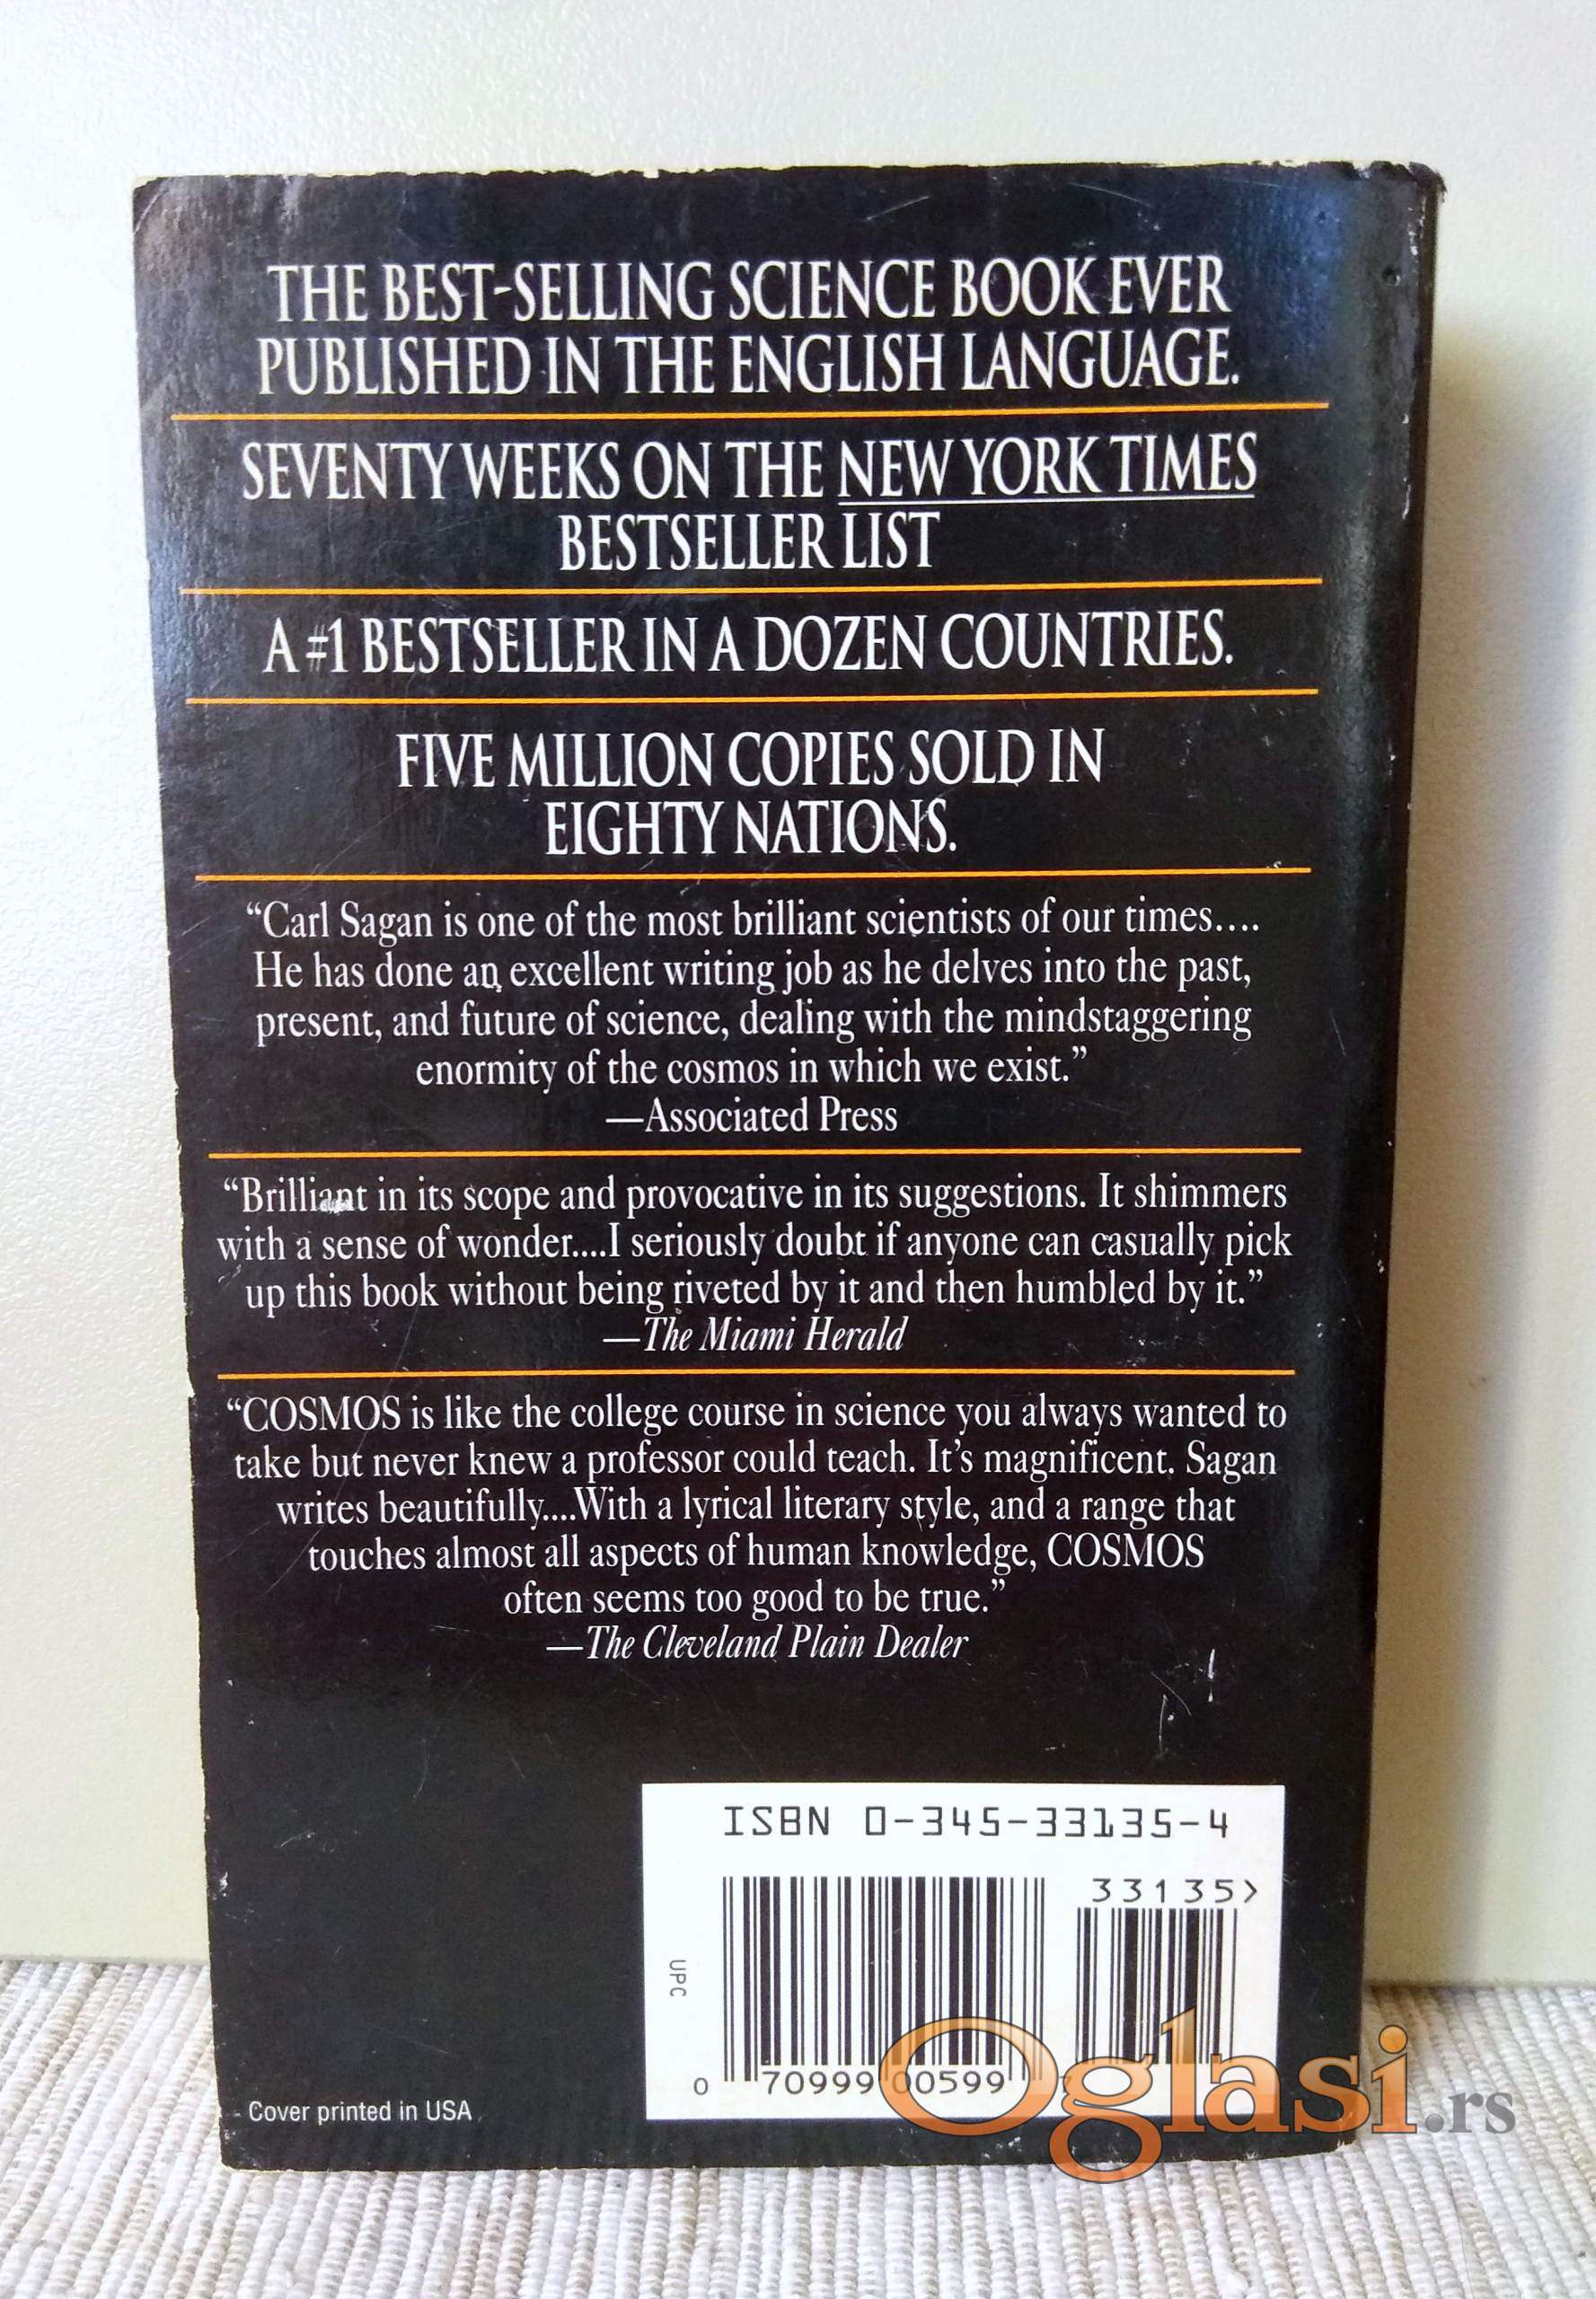 THE BEST-SELLING SCIENCE BOOK EVER
PUBLISHED IN THE ENGLISH LANGUAGE.
SEVENTY WEEKS ON THE NEW YORK TIMES
BESTSELLER LIST
A #1 BESTSELLER IN A DOZEN COUNTRIES.
FIVE MILLION COPIES SOLD IN
EIGHTY NATIONS.
“Carl Sagan is one of the most brilliant scientists of our times....
He has done an excellent writing job as he delves into the past,
present, and future of science, dealing with the mindstaggering
enormity of the cosmos in which we exist.”
—Associated Press
“Brilliant in its scope and provocative in its suggestions. It shimmers
with a sense of wonder....I seriously doubt if anyone can casually pick
up this book without being riveted by it and then humbled by it.”
—The Miami Herald
“COSMOS is like the college course in science you always wanted to
take but never knew a professor could teach. It’s magnificent. Sagan
writes beautifully....With a lyrical literary style, and a range that
touches almost all aspects of human knowledge, COSMOS
often seems too good to be true.”
—The Cleveland Plain Dealer
ISBN 0-345-33135-4
33135>
UPC
0 70999 00599 7
Cover printed in USA
Oglasi.rs